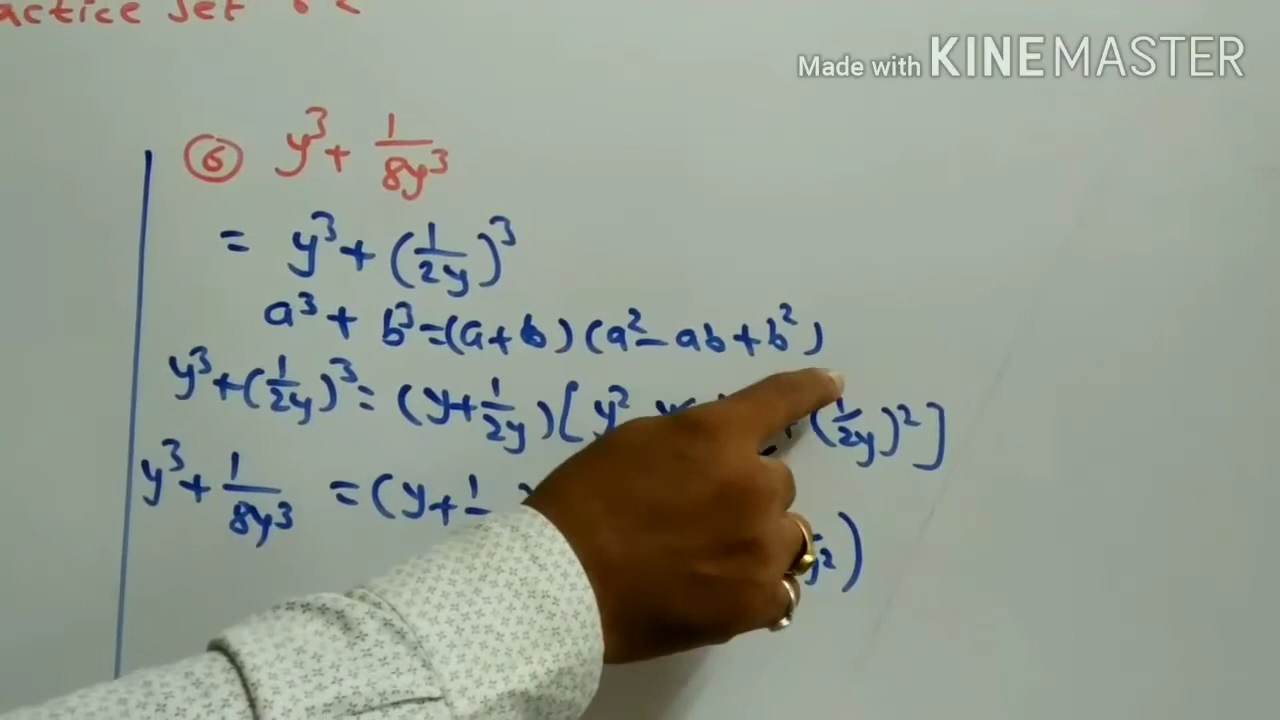 actice set
Made with KINEMASTER
⑥ y³ + 1/8y³
= y³ + (1/2y)³
a³ + b³ = (a+b) (a² - ab + b²)
y³ + (1/2y)³ = (y + 1/2y) [y² (1/2y)²]
y³ + 1/8y³ = (y + 1 )